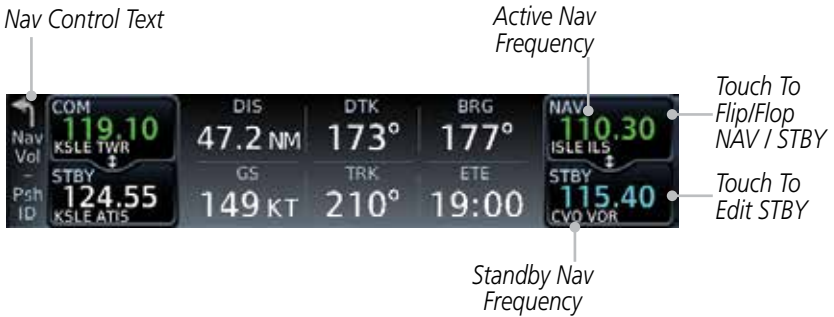 Nav Control Text
Active Nav
Frequency
Nav
Vol
-
Psh
ID
COM
119.10
KSLE TWR
STBY
124.55
KSLE ATIS
DIS
47.2 NM
DTK
173°
BRG
177°
GS
149 KT
TRK
210°
ETE
19:00
NAV
110.30
ISLE ILS
STBY
115.40
CVO VOR
Touch To
Flip/Flop
NAV / STBY
Touch To
Edit STBY
Standby Nav
Frequency